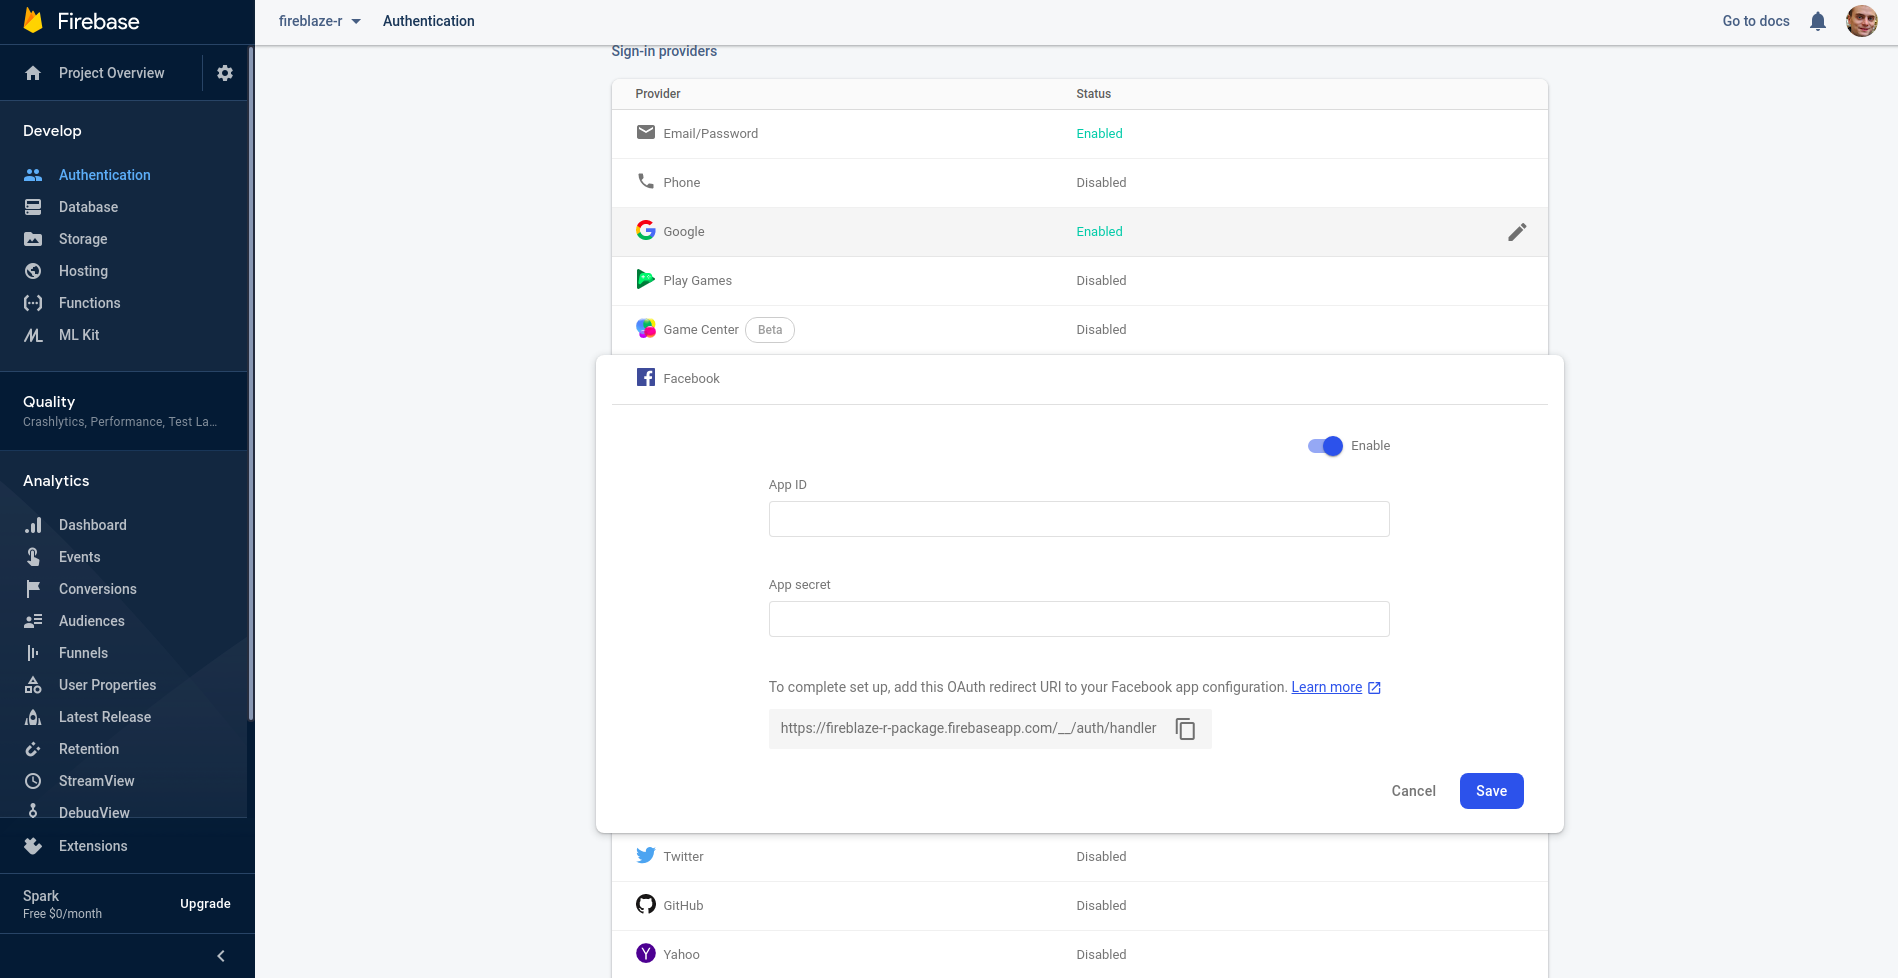 Firebase
fireblaze-r
Authentication
Go to docs
Project Overview
Develop
Authentication
Database
Storage
Hosting
Functions
ML Kit
Quality
Crashlytics, Performance, Test La...
Analytics
Dashboard
Events
Conversions
Audiences
Funnels
User Properties
Latest Release
Retention
StreamView
DebugView
Extensions
Spark
Free $0/month
Upgrade
Sign-in providers
Provider Status
Email/Password Enabled
Phone Disabled
Google Enabled
Play Games Disabled
Game Center Beta Disabled
Facebook
Enable
App ID
App secret
To complete set up, add this OAuth redirect URI to your Facebook app configuration. Learn more
https://fireblaze-r-package.firebaseapp.com/__/auth/handler
Cancel Save
Twitter Disabled
GitHub Disabled
Yahoo Disabled